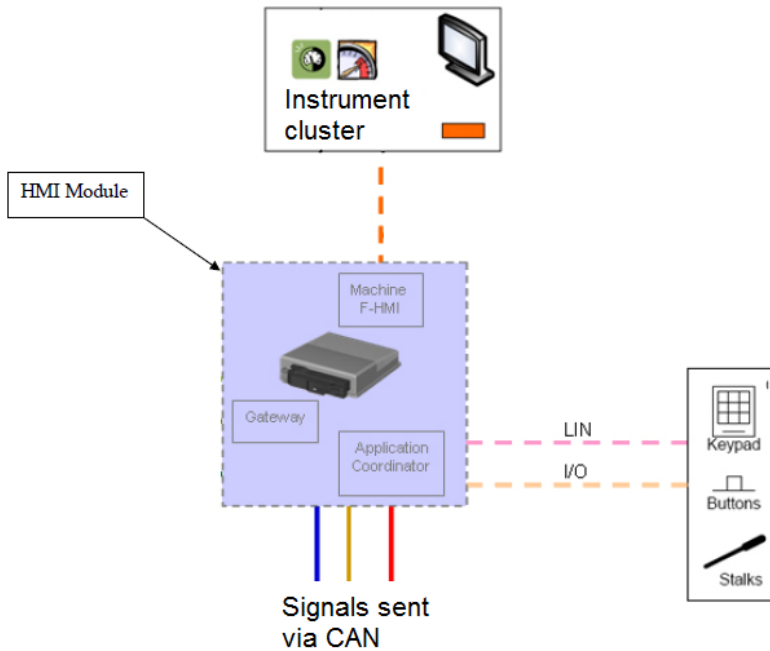 Instrument
cluster
HMI Module
Machine
F-HMI
Gateway
Application
Coordinator
LIN
I/O
Keypad
Buttons
Stalks
Signals sent
via CAN